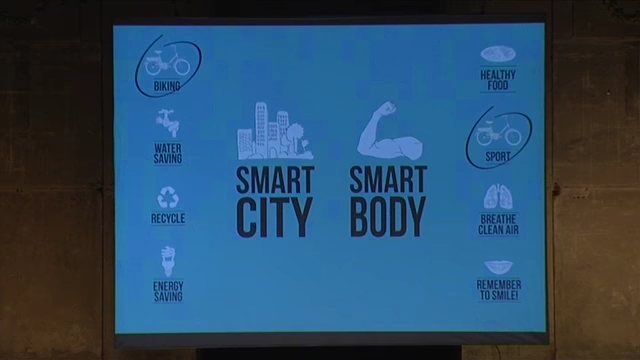 BIKING
WATER
SAVING
RECYCLE
ENERGY
SAVING
SMART
CITY
SMART
BODY
HEALTHY
FOOD
SPORT
BREATHE
CLEAN AIR
REMEMBER
TO SMILE!